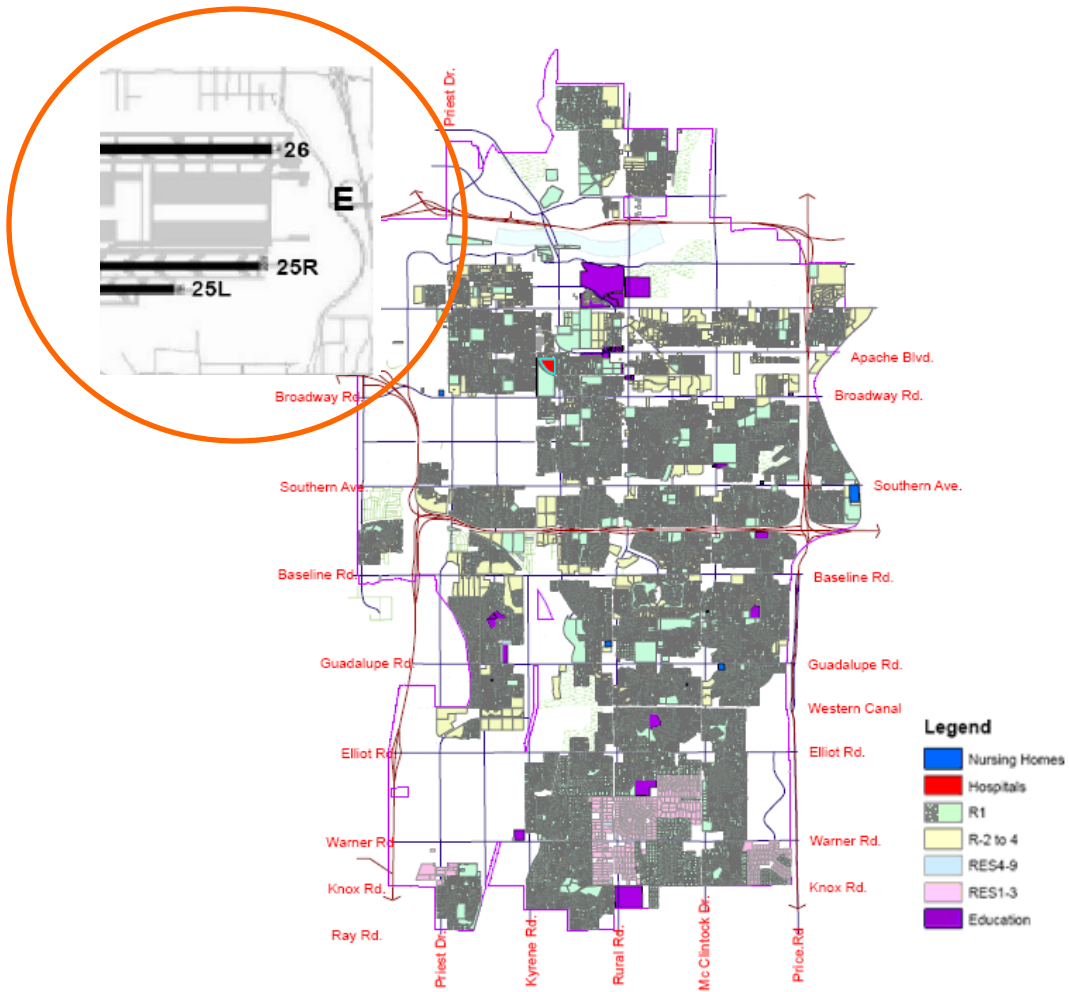 Priest Dr.
26
E
25R
25L
Apache Blvd.
Broadway Rd.
Broadway Rd.
Southern Ave.
Southern Ave.
Baseline Rd.
Baseline Rd.
Guadalupe Rd.
Guadalupe Rd.
Western Canal
Elliot Rd.
Elliot Rd.
Warner Rd.
Warner Rd.
Knox Rd.
Knox Rd.
Ray Rd.
Priest Dr.
Kyrene Rd.
Rural Rd.
Mc Clintock Dr.
Price.Rd
Legend
Nursing Homes
Hospitals
R1
R-2 to 4
RES4-9
RES1-3
Education